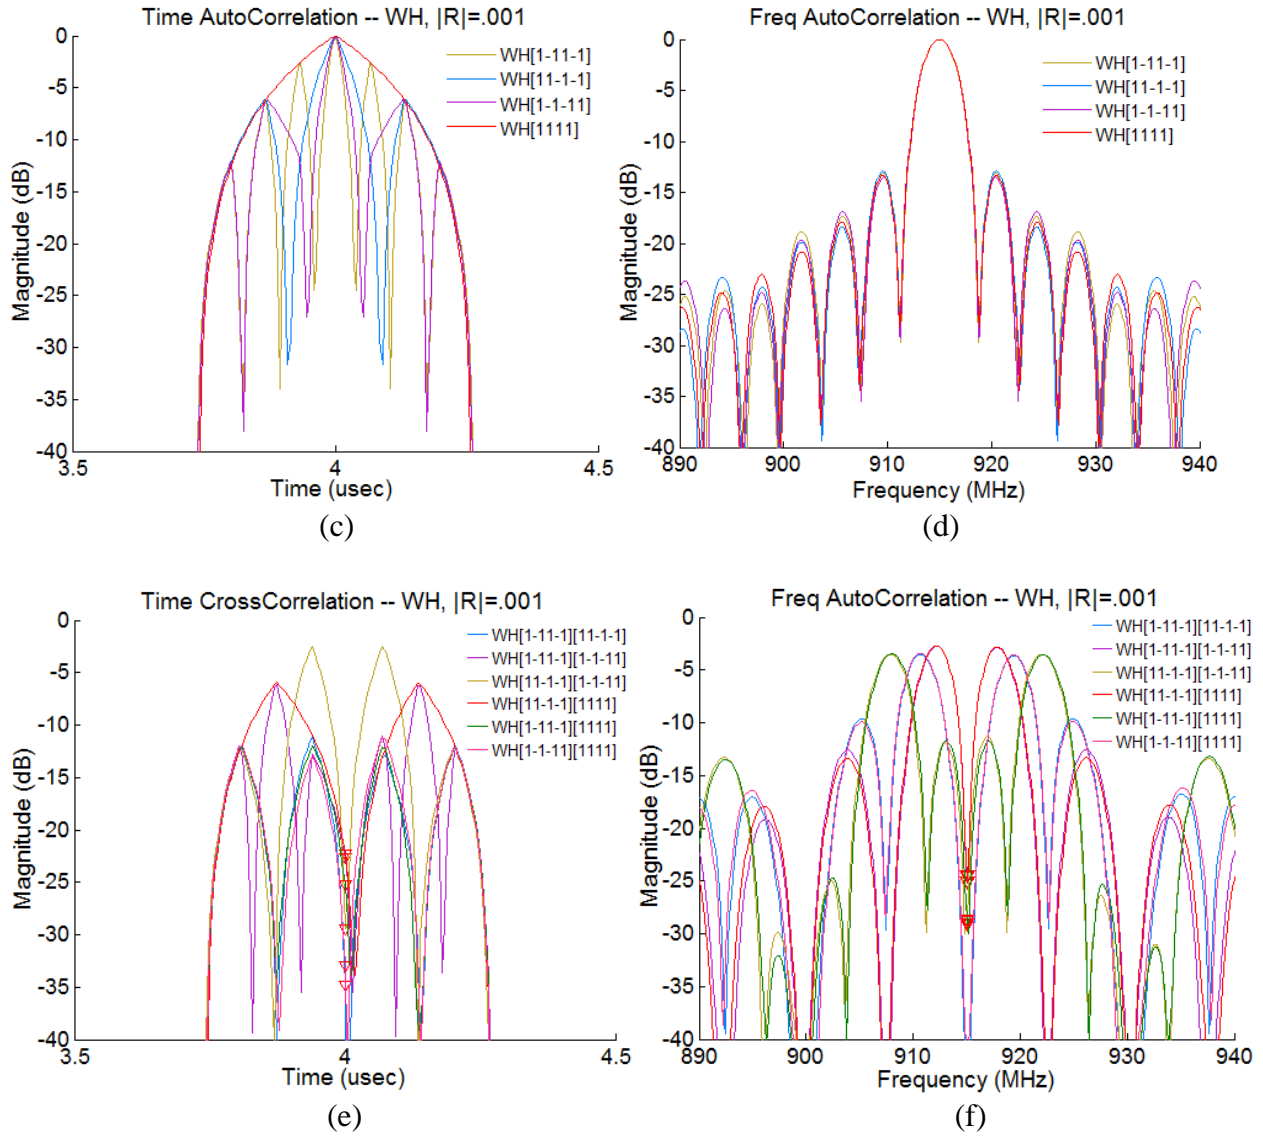 Time AutoCorrelation -- WH, |R|=.001
Magnitude (dB)
0
-5
-10
-15
-20
-25
-30
-35
-40
WH[1-11-1]
WH[11-1-1]
WH[1-1-11]
WH[1111]
3.5
4
4.5
Time (usec)
(c)
Freq AutoCorrelation -- WH, |R|=.001
Magnitude (dB)
0
-5
-10
-15
-20
-25
-30
-35
-40
WH[1-11-1]
WH[11-1-1]
WH[1-1-11]
WH[1111]
890
900
910
920
930
940
Frequency (MHz)
(d)
Time CrossCorrelation -- WH, |R|=.001
Magnitude (dB)
0
-5
-10
-15
-20
-25
-30
-35
-40
WH[1-11-1][11-1-1]
WH[1-11-1][1-1-11]
WH[11-1-1][1-1-11]
WH[11-1-1][1111]
WH[1-11-1][1111]
WH[1-1-11][1111]
3.5
4
4.5
Time (usec)
(e)
Freq AutoCorrelation -- WH, |R|=.001
Magnitude (dB)
0
-5
-10
-15
-20
-25
-30
-35
-40
WH[1-11-1][11-1-1]
WH[1-11-1][1-1-11]
WH[11-1-1][1-1-11]
WH[11-1-1][1111]
WH[1-11-1][1111]
WH[1-1-11][1111]
890
900
910
920
930
940
Frequency (MHz)
(f)